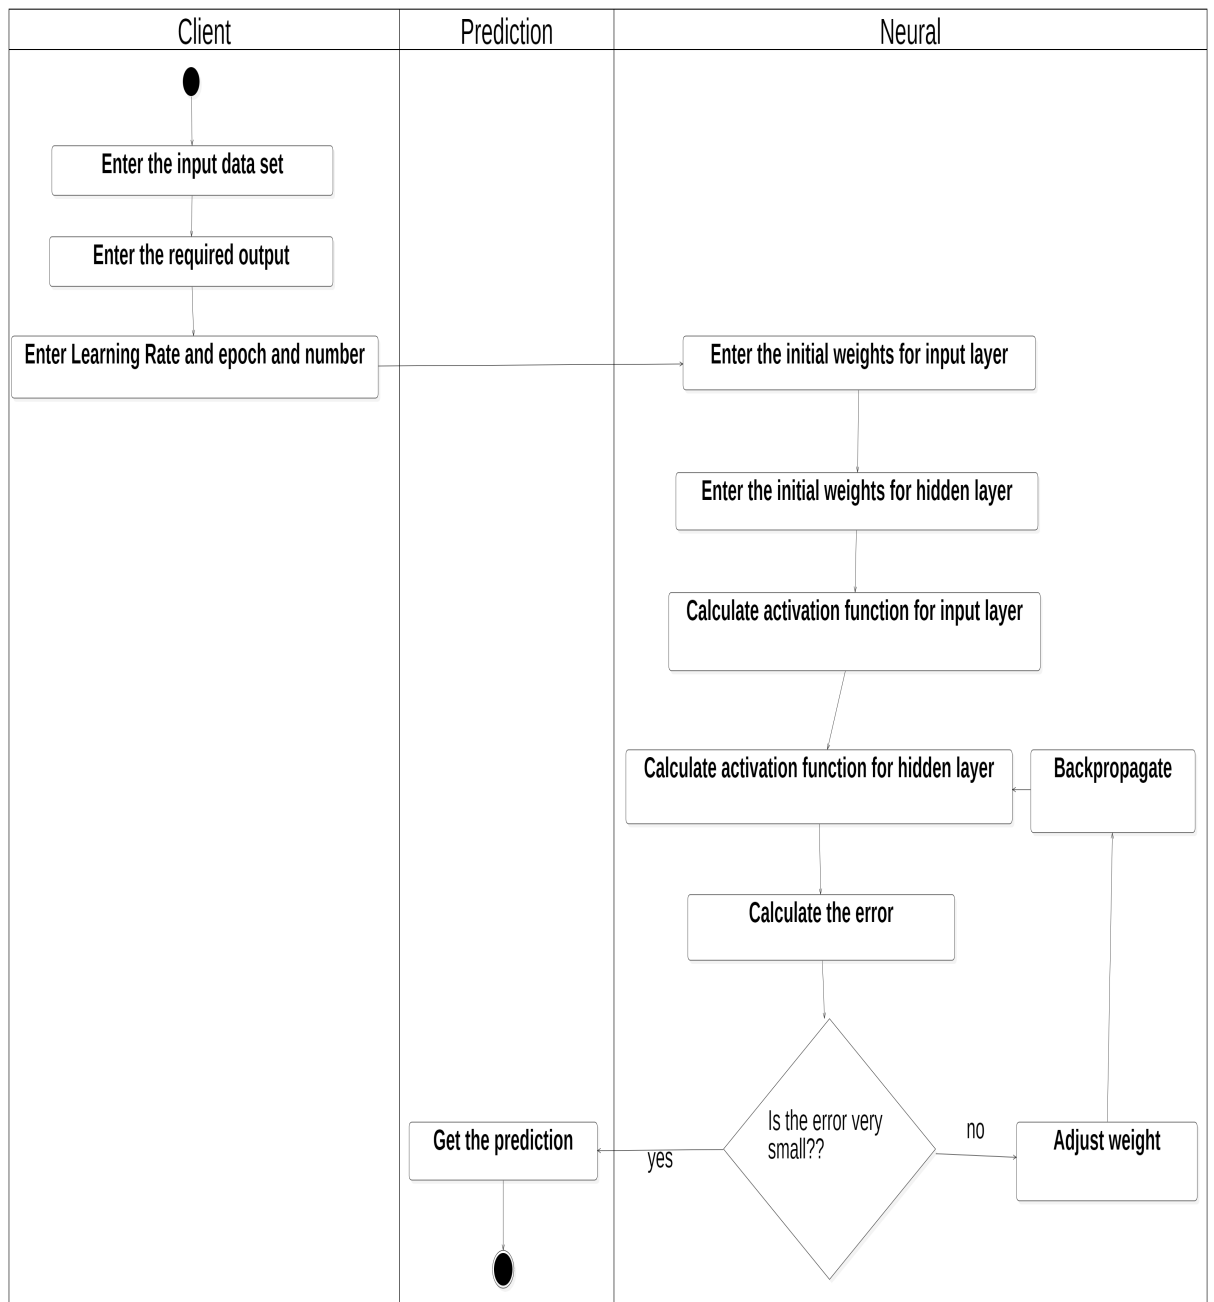 Client
Prediction
Neural
Enter the input data set
Enter the required output
Enter Learning Rate and epoch and number
Enter the initial weights for input layer
Enter the initial weights for hidden layer
Calculate activation function for input layer
Calculate activation function for hidden layer
Backpropagate
Calculate the error
Is the error very
small??
no
yes
Get the prediction
Adjust weight